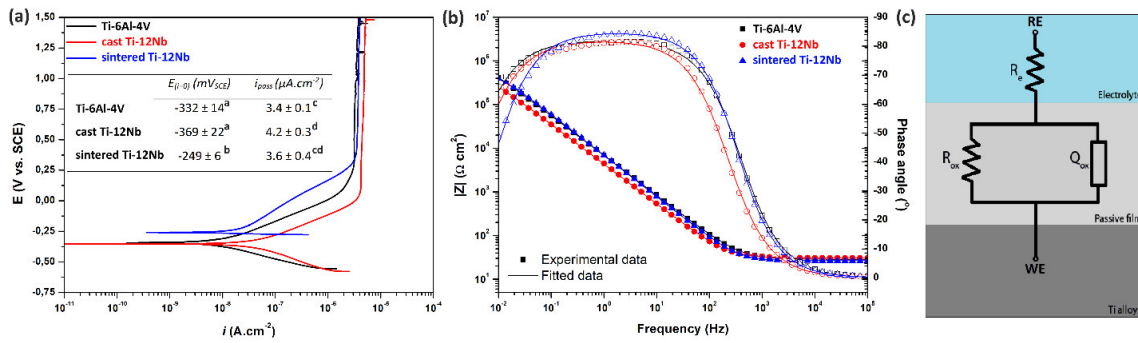 (a)
1,50
1,25
1,00
0,75
0,50
0,25
0,00
-0,25
-0,50
-0,75
E (V vs. SCE)
Ti-6Al-4V
cast Ti-12Nb
sintered Ti-12Nb
E(i=0) (mVSCE) ipass (µA.cm-2)
Ti-6Al-4V -332 ± 14a 3.4 ± 0.1c
cast Ti-12Nb -369 ± 22a 4.2 ± 0.3d
sintered Ti-12Nb -249 ± 6b 3.6 ± 0.4cd
10-11 10-10 10-9 10-8 10-7 10-6 10-5 10-4
i (A.cm-2)
(b)
107
106
105
104
103
102
101
|Z| (Ω cm2)
Ti-6Al-4V
cast Ti-12Nb
sintered Ti-12Nb
Experimental data
Fitted data
10-2 10-1 100 101 102 103 104 105
Frequency (Hz)
-90
-80
-70
-60
-50
-40
-30
-20
-10
0
Phase angle (°)
(c)
RE
Re
Electrolyte
Rox Qox
Passive film
WE
Ti alloy